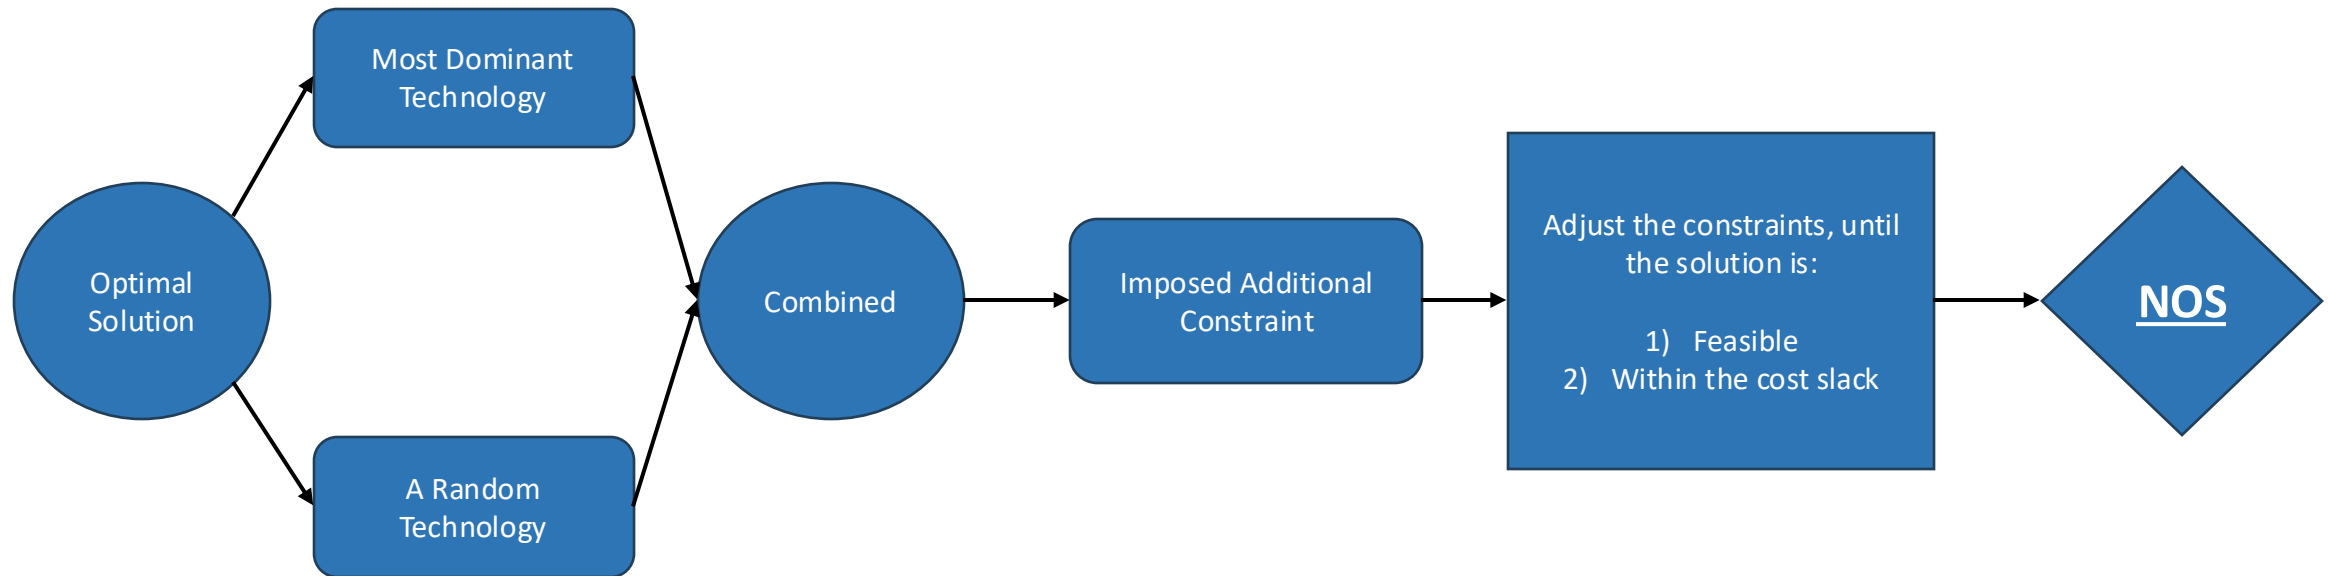 Most Dominant
Technology
Optimal
Solution
A Random
Technology
Combined
Imposed Additional
Constraint
Adjust the constraints, until
the solution is:
1) Feasible
2) Within the cost slack
NOS